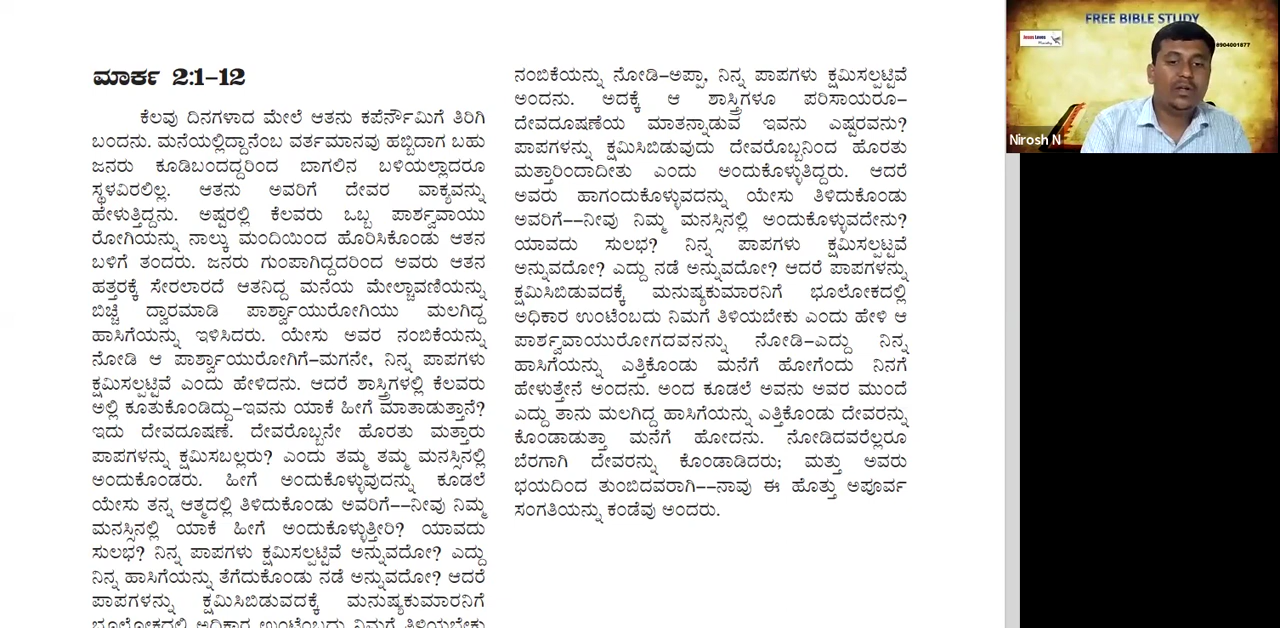 ಮಾರ್ಕ 2:1-12
ಕೆಲವು ದಿನಗಳಾದ ಮೇಲೆ ಆತನು ಕಪೆರ್ನೌಮಿಗೆ ತಿರಿಗಿ
ಬಂದನು. ಮನೆಯಲ್ಲಿದ್ದಾನೆಂಬ ವರ್ತಮಾನವು ಹಬ್ಬಿದಾಗ ಬಹು
ಜನರು ಕೂಡಿಬಂದದ್ದರಿಂದ ಬಾಗಲಿನ ಬಳಿಯಲ್ಲಾದರೂ
ಸ್ಥಳವಿರಲಿಲ್ಲ. ಆತನು ಅವರಿಗೆ ದೇವರ ವಾಕ್ಯವನ್ನು
ಹೇಳುತ್ತಿದ್ದನು. ಅಷ್ಟರಲ್ಲಿ ಕೆಲವರು ಒಬ್ಬ ಪಾರ್ಶ್ವವಾಯು
ರೋಗಿಯನ್ನು ನಾಲ್ಕು ಮಂದಿಯಿಂದ ಹೊರಿಸಿಕೊಂಡು ಆತನ
ಬಳಿಗೆ ತಂದರು. ಜನರು ಗುಂಪಾಗಿದ್ದದರಿಂದ ಅವರು ಆತನ
ಹತ್ತರಕ್ಕೆ ಸೇರಲಾರದೆ ಆತನಿದ್ದ ಮನೆಯ ಮೇಲ್ಚಾವಣಿಯನ್ನು
ಬಿಚ್ಚಿ ದ್ವಾರಮಾಡಿ ಪಾರ್ಶ್ವಾಯುರೋಗಿಯು ಮಲಗಿದ್ದ
ಹಾಸಿಗೆಯನ್ನು ಇಳಿಸಿದರು. ಯೇಸು ಅವರ ನಂಬಿಕೆಯನ್ನು
ನೋಡಿ ಆ ಪಾರ್ಶ್ವಾಯುರೋಗಿಗೆ-ಮಗನೇ, ನಿನ್ನ ಪಾಪಗಳು
ಕ್ಷಮಿಸಲ್ಪಟ್ಟಿವೆ ಎಂದು ಹೇಳಿದನು. ಆದರೆ ಶಾಸ್ತ್ರಿಗಳಲ್ಲಿ ಕೆಲವರು
ಅಲ್ಲಿ ಕೂತುಕೊಂಡಿದ್ದು-ಇವನು ಯಾಕೆ ಹೀಗೆ ಮಾತಾಡುತ್ತಾನೆ?
ಇದು ದೇವದೂಷಣೆ. ದೇವರೊಬ್ಬನೇ ಹೊರತು ಮತ್ತಾರು
ಪಾಪಗಳನ್ನು ಕ್ಷಮಿಸಬಲ್ಲರು? ಎಂದು ತಮ್ಮ ತಮ್ಮ ಮನಸ್ಸಿನಲ್ಲಿ
ಅಂದುಕೊಂಡರು. ಹೀಗೆ ಅಂದುಕೊಳ್ಳುವುದನ್ನು ಕೂಡಲೆ
ಯೇಸು ತನ್ನ ಆತ್ಮದಲ್ಲಿ ತಿಳಿದುಕೊಂಡು ಅವರಿಗೆ--ನೀವು ನಿಮ್ಮ
ಮನಸ್ಸಿನಲ್ಲಿ ಯಾಕೆ ಹೀಗೆ ಅಂದುಕೊಳ್ಳುತ್ತೀರಿ? ಯಾವದು
ಸುಲಭ? ನಿನ್ನ ಪಾಪಗಳು ಕ್ಷಮಿಸಲ್ಪಟ್ಟಿವೆ ಅನ್ನುವದೋ? ಎದ್ದು
ನಿನ್ನ ಹಾಸಿಗೆಯನ್ನು ತೆಗೆದುಕೊಂಡು ನಡೆ ಅನ್ನುವದೋ? ಆದರೆ
ಪಾಪಗಳನ್ನು ಕ್ಷಮಿಸಿಬಿಡುವದಕ್ಕೆ ಮನುಷ್ಯಕುಮಾರನಿಗೆ
ಭೂಲೋಕದಲ್ಲಿ ಅಧಿಕಾರ ಉಂಟೆಂಬದು ನಿಮಗೆ ತಿಳಿಯಬೇಕು
ನಂಬಿಕೆಯನ್ನು ನೋಡಿ-ಅಪ್ಪಾ, ನಿನ್ನ ಪಾಪಗಳು ಕ್ಷಮಿಸಲ್ಪಟ್ಟಿವೆ
ಅಂದನು. ಅದಕ್ಕೆ ಆ ಶಾಸ್ತ್ರಿಗಳೂ ಪರಿಸಾಯರೂ-
ದೇವದೂಷಣೆಯ ಮಾತನ್ನಾಡುವ ಇವನು ಎಷ್ಟರವನು?
ಪಾಪಗಳನ್ನು ಕ್ಷಮಿಸಿಬಿಡುವುದು ದೇವರೊಬ್ಬನಿಂದ ಹೊರತು
ಮತ್ತಾರಿಂದಾದೀತು ಎಂದು ಅಂದುಕೊಳ್ಳುತಿದ್ದರು. ಆದರೆ
ಅವರು ಹಾಗಂದುಕೊಳ್ಳುವದನ್ನು ಯೇಸು ತಿಳಿದುಕೊಂಡು
ಅವರಿಗೆ--ನೀವು ನಿಮ್ಮ ಮನಸ್ಸಿನಲ್ಲಿ ಅಂದುಕೊಳ್ಳುವದೇನು?
ಯಾವದು ಸುಲಭ? ನಿನ್ನ ಪಾಪಗಳು ಕ್ಷಮಿಸಲ್ಪಟ್ಟವೆ
ಅನ್ನುವದೋ? ಎದ್ದು ನಡೆ ಅನ್ನುವದೋ? ಆದರೆ ಪಾಪಗಳನ್ನು
ಕ್ಷಮಿಸಿಬಿಡುವದಕ್ಕೆ ಮನುಷ್ಯಕುಮಾರನಿಗೆ ಭೂಲೋಕದಲ್ಲಿ
ಅಧಿಕಾರ ಉಂಟೆಂಬದು ನಿಮಗೆ ತಿಳಿಯಬೇಕು ಎಂದು ಹೇಳಿ ಆ
ಪಾರ್ಶ್ವವಾಯುರೋಗದವನನ್ನು ನೋಡಿ-ಎದ್ದು ನಿನ್ನ
ಹಾಸಿಗೆಯನ್ನು ಎತ್ತಿಕೊಂಡು ಮನೆಗೆ ಹೋಗೆಂದು ನಿನಗೆ
ಹೇಳುತ್ತೇನೆ ಅಂದನು. ಅಂದ ಕೂಡಲೆ ಅವನು ಅವರ ಮುಂದೆ
ಎದ್ದು ತಾನು ಮಲಗಿದ್ದ ಹಾಸಿಗೆಯನ್ನು ಎತ್ತಿಕೊಂಡು ದೇವರನ್ನು
ಕೊಂಡಾಡುತ್ತಾ ಮನೆಗೆ ಹೋದನು. ನೋಡಿದವರೆಲ್ಲರೂ
ಬೆರಗಾಗಿ ದೇವರನ್ನು ಕೊಂಡಾಡಿದರು; ಮತ್ತು ಅವರು
ಭಯದಿಂದ ತುಂಬಿದವರಾಗಿ--ನಾವು ಈ ಹೊತ್ತು ಅಪೂರ್ವ
ಸಂಗತಿಯನ್ನು ಕಂಡೆವು ಅಂದರು.
FREE BIBLE STUDY
Jesus Loves
8904001877
Nirosh N